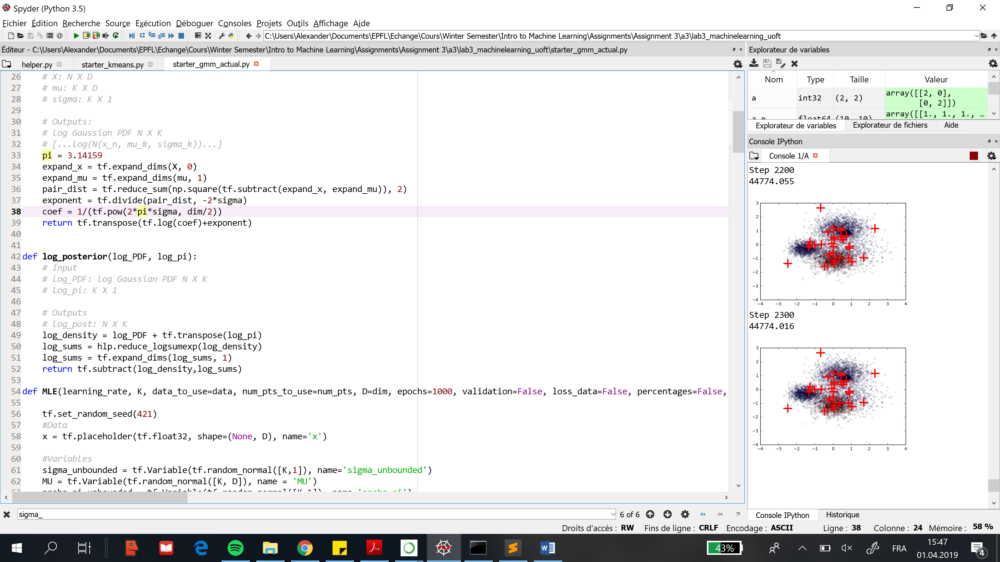 Spyder (Python 3.5)
Fichier Édition Recherche Source Exécution Déboguer Consoles Projets Outils Affichage Aide
C:\Users\Alexander\Documents\EPFL\Echange\Cours\Winter Semester\Intro to Machine Learning\Assignments\Assignment 3\a3\lab3_machinelearning_uoft
Éditeur - C:\Users\Alexander\Documents\EPFL\Echange\Cours\Winter Semester\Intro to Machine Learning\Assignments\Assignment 3\a3\lab3_machinelearning_uoft\starter_gmm_actual.py
helper.py starter_kmeans.py starter_gmm_actual.py
26 # X: N X D
27 # mu: K X D
28 # sigma: K X 1
29
30 # Outputs:
31 # log Gaussian PDF N X K
32 # [...log(N(x_n, mu_k, sigma_k))...]
33 pi = 3.14159
34 expand_x = tf.expand_dims(X, 0)
35 expand_mu = tf.expand_dims(mu, 1)
36 pair_dist = tf.reduce_sum(np.square(tf.subtract(expand_x, expand_mu)), 2)
37 exponent = tf.divide(pair_dist, -2*sigma)
38 coef = 1/(tf.pow(2*pi*sigma, dim/2))
39 return tf.transpose(tf.log(coef)+exponent)
40
41
42 def log_posterior(log_PDF, log_pi):
43 # Input
44 # log_PDF: log Gaussian PDF N X K
45 # log_pi: K X 1
46
47 # Outputs
48 # log_post: N X K
49 log_density = log_PDF + tf.transpose(log_pi)
50 log_sums = hlp.reduce_logsumexp(log_density)
51 log_sums = tf.expand_dims(log_sums, 1)
52 return tf.subtract(log_density,log_sums)
53
54 def MLE(learning_rate, K, data_to_use=data, num_pts_to_use=num_pts, D=dim, epochs=1000, validation=False, loss_data=False, percentages=False,
55
56 tf.set_random_seed(421)
57 #Data
58 x = tf.placeholder(tf.float32, shape=(None, D), name='x')
59
60 #Variables
61 sigma_unbounded = tf.Variable(tf.random_normal([K,1]), name='sigma_unbounded')
62 MU = tf.Variable(tf.random_normal([K, D]), name = 'MU')
sigma_
6 of 6
Aa
Explorateur de variables
Nom Type Taille Valeur
a int32 (2, 2) array([[2, 0],
[0, 2]])
a_e float64 (10, 10) array([[1., 1., 1., ...
Explorateur de variables Explorateur de fichiers Aide
Console IPython
Console 1/A
Step 2200
44774.055
3
2
1
0
−1
−2
−3
−4
−4 −3 −2 −1 0 1 2 3 4
Step 2300
44774.016
3
2
1
0
−1
−2
−3
−4
−4 −3 −2 −1 0 1 2 3 4
Console IPython Historique
Droits d'accès : RW Fins de ligne : CRLF Encodage : ASCII Ligne : 38 Colonne : 24 Mémoire : 58 %
43% FRA 15:47
01.04.2019
4